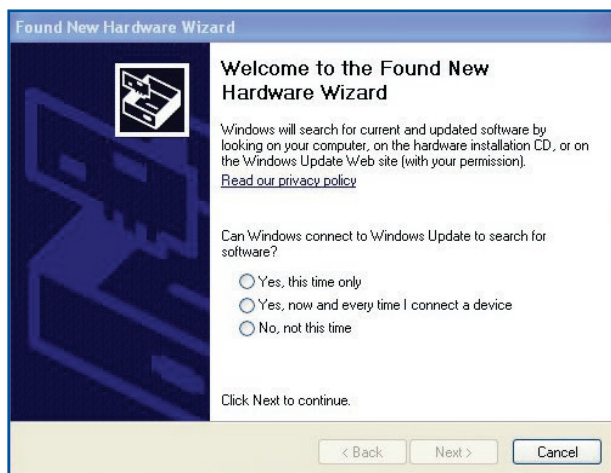 Found New Hardware Wizard
Welcome to the Found New
Hardware Wizard
Windows will search for current and updated software by
looking on your computer, on the hardware installation CD, or on
the Windows Update Web site (with your permission).
Read our privacy policy
Can Windows connect to Windows Update to search for
software?
Yes, this time only
Yes, now and every time I connect a device
No, not this time
Click Next to continue.
< Back Next > Cancel